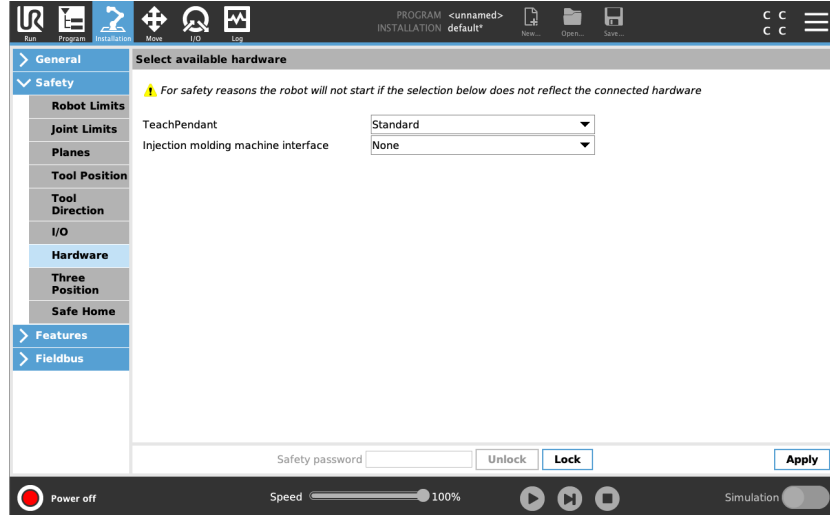 PROGRAM <unnamed>
INSTALLATION default*
Run Program Installation Move I/O Log New... Open... Save...
C C
C C
General
Safety
Robot Limits
Joint Limits
Planes
Tool Position
Tool
Direction
I/O
Hardware
Three
Position
Safe Home
Features
Fieldbus
Select available hardware
For safety reasons the robot will not start if the selection below does not reflect the connected hardware
TeachPendant Standard
Injection molding machine interface None
Safety password Unlock Lock Apply
Power off Speed 100% Simulation